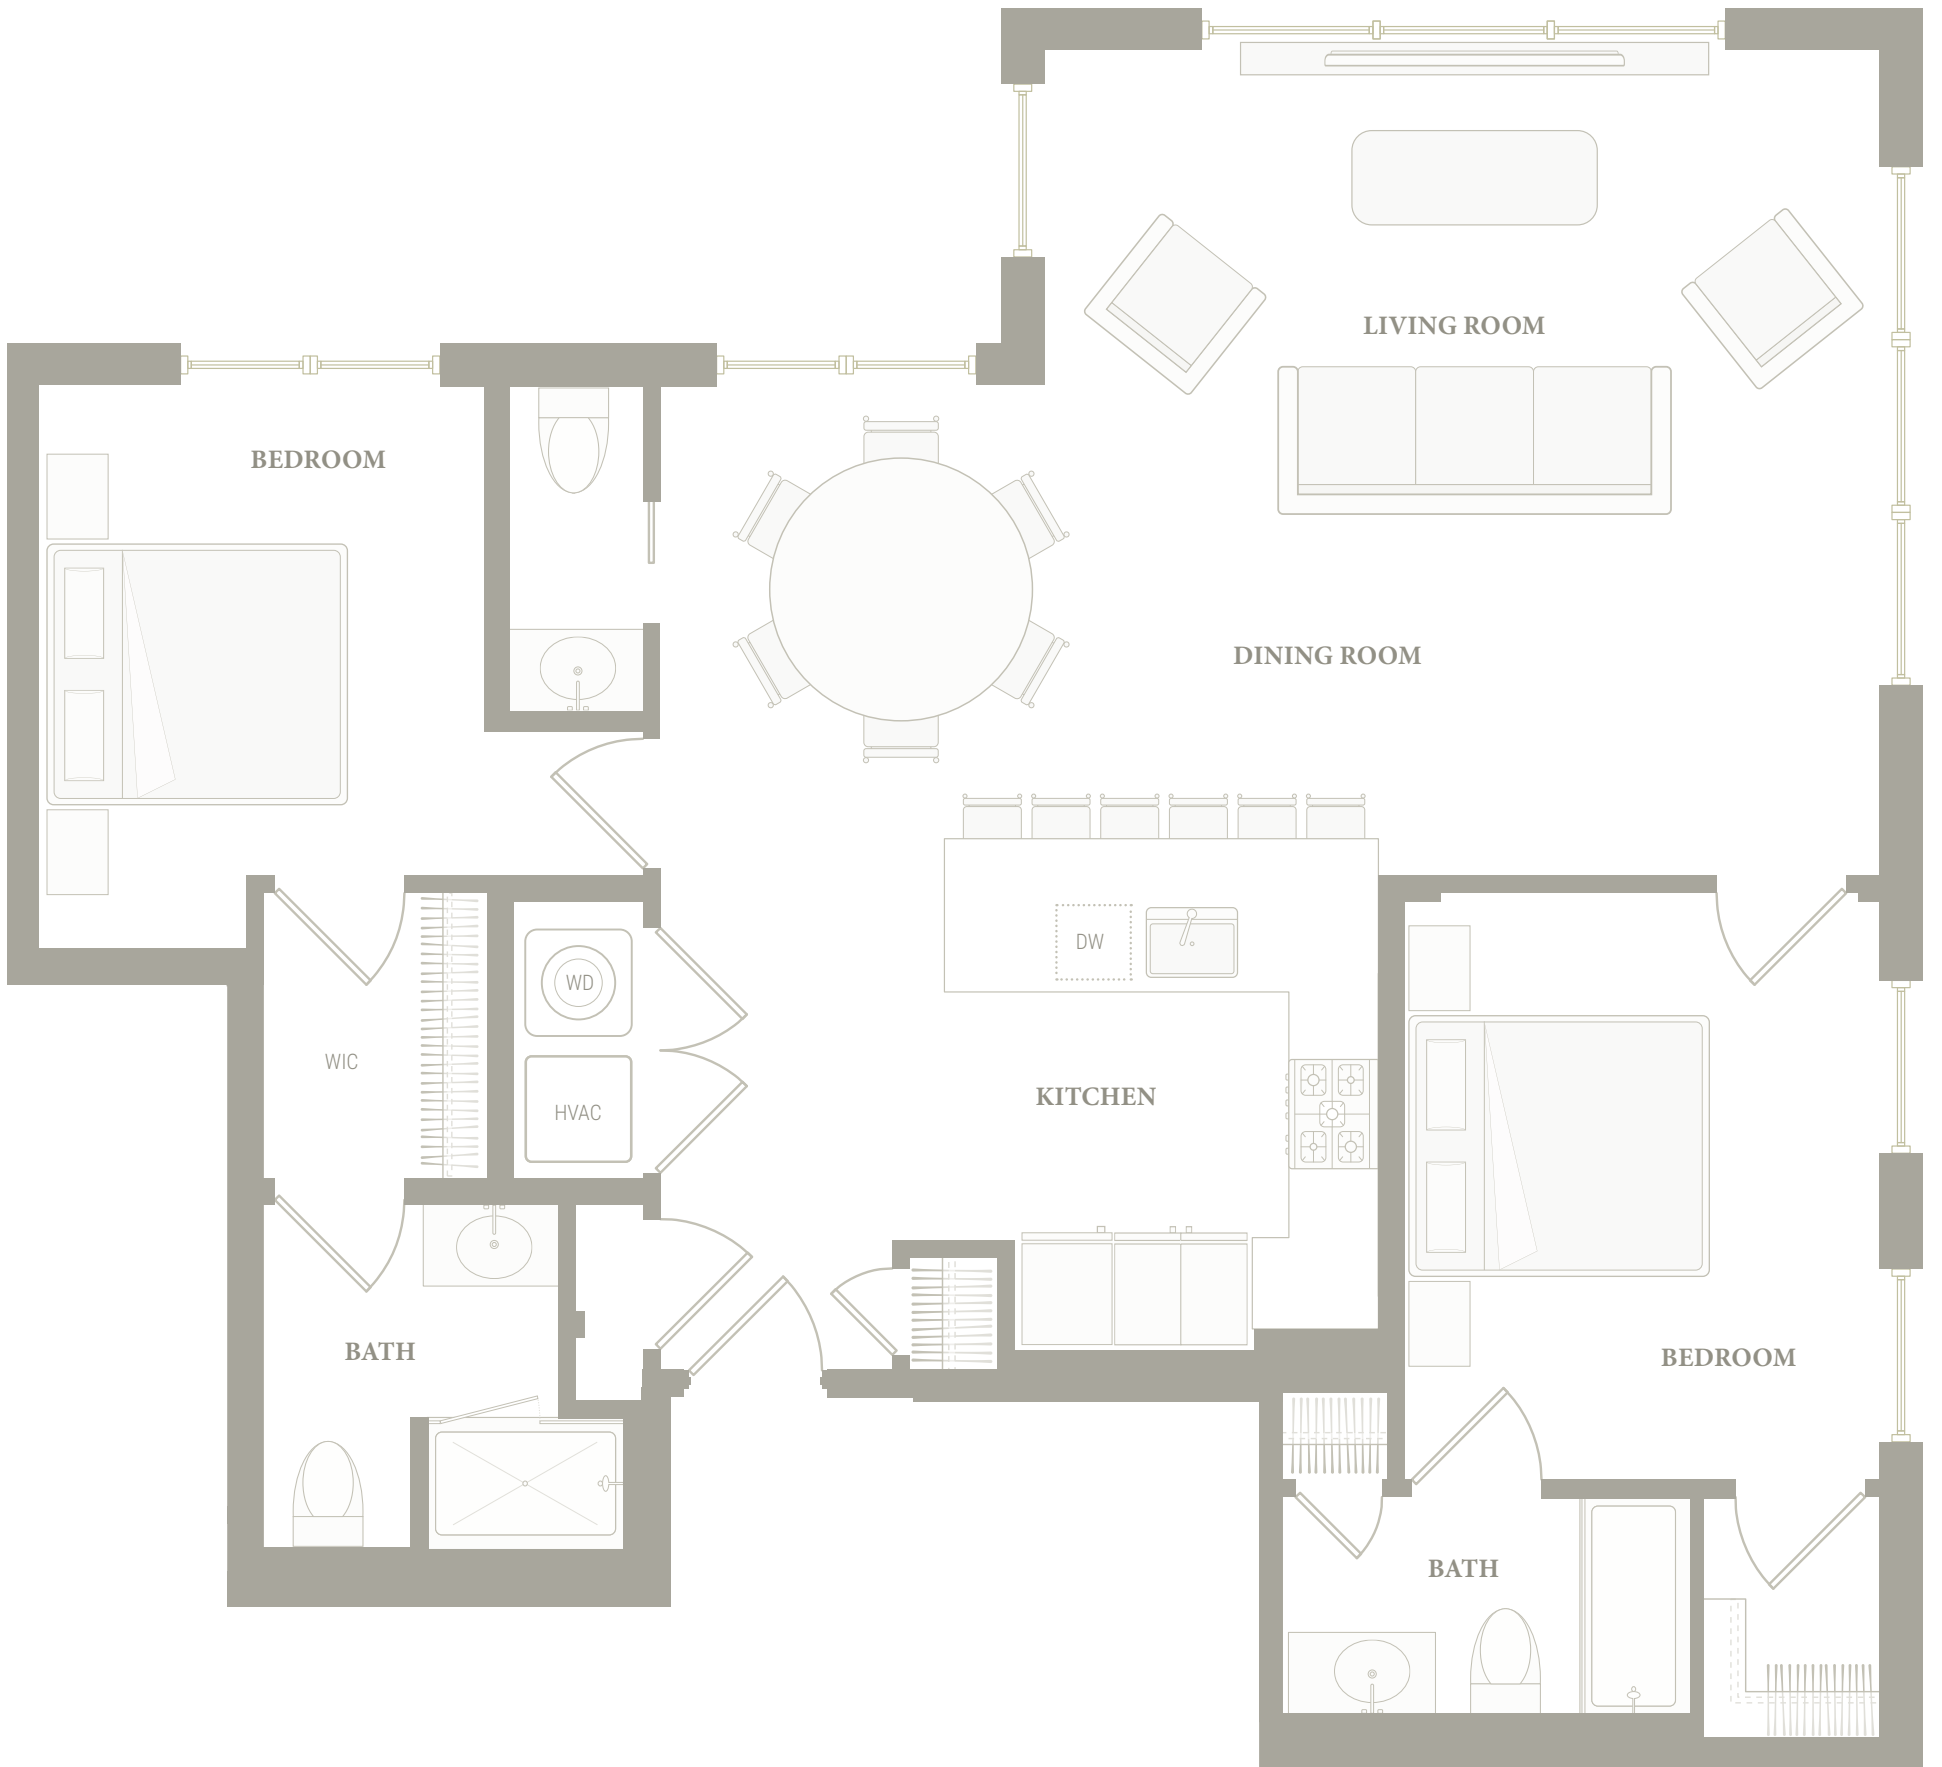 LIVING ROOM
BEDROOM
DINING ROOM
DW
WD
WIC
KITCHEN
HVAC
BATH
BEDROOM
BATH